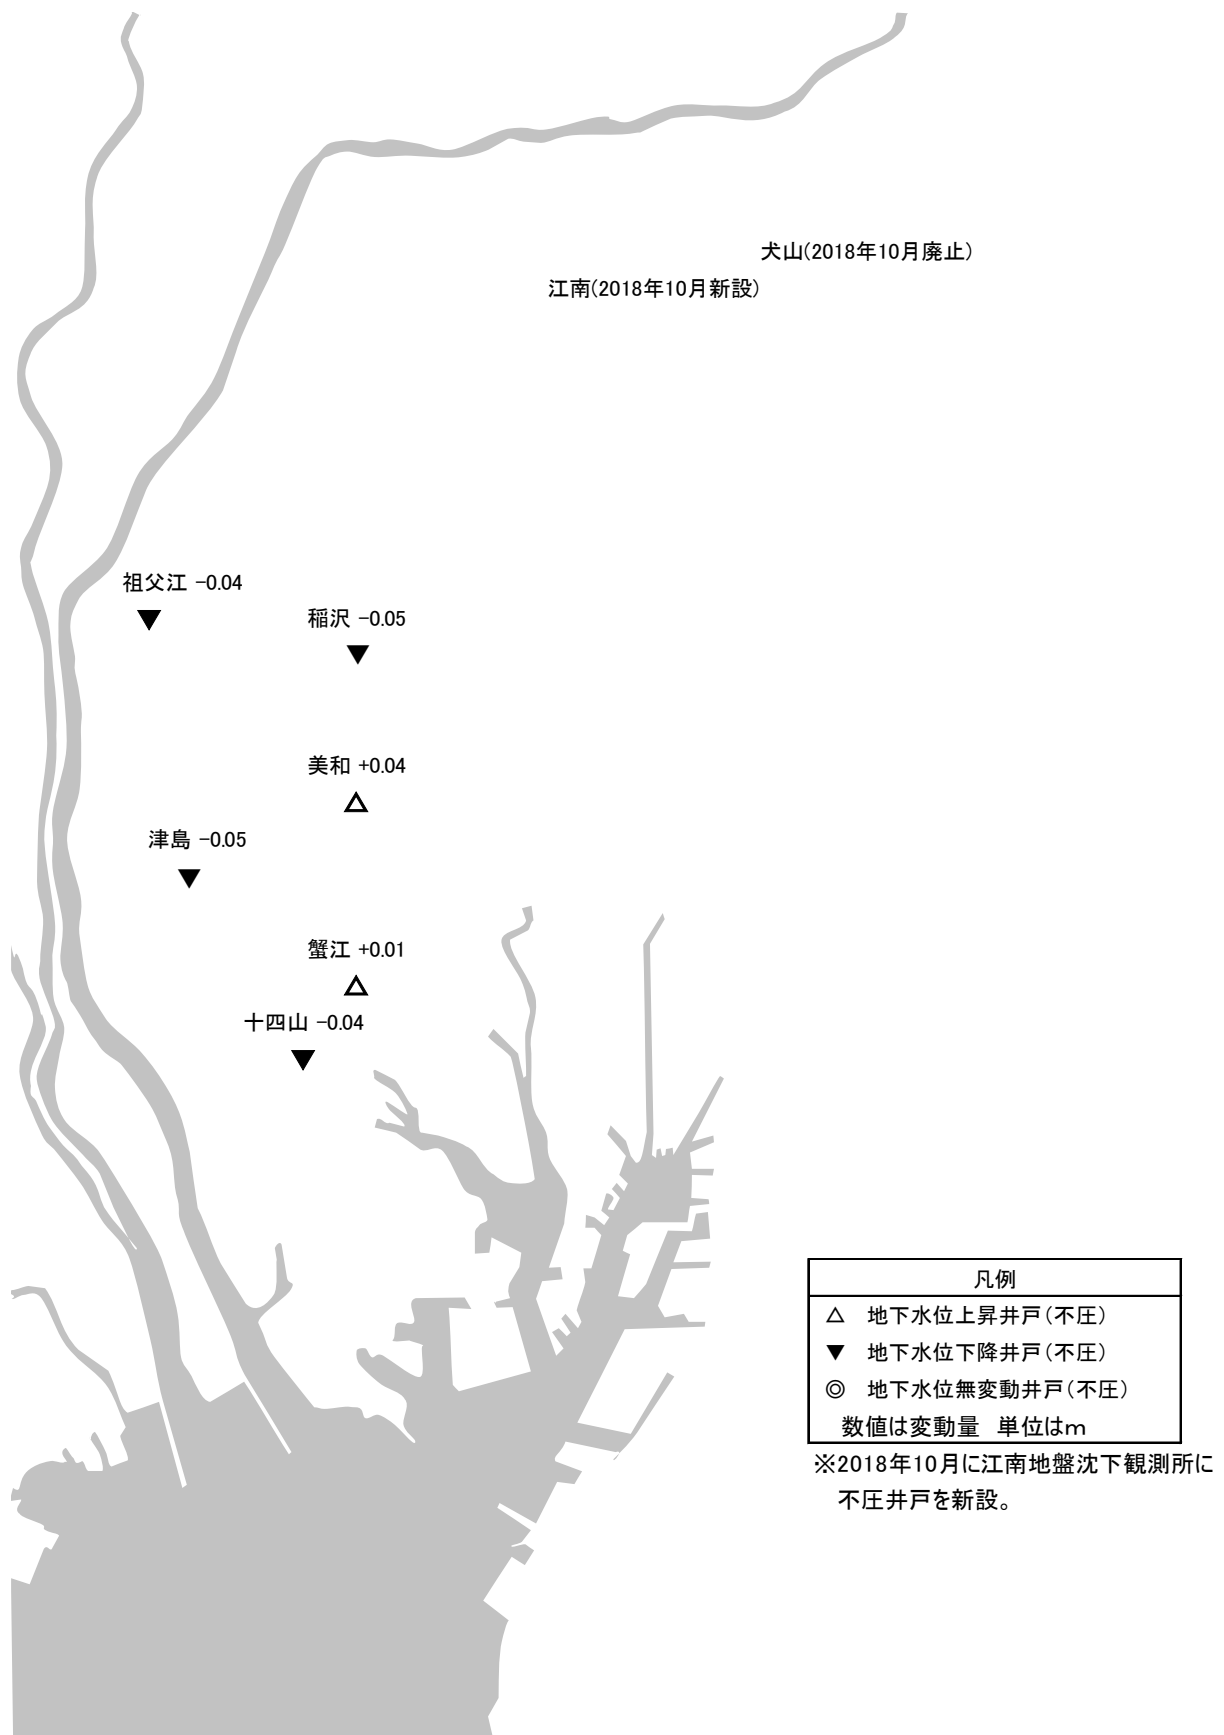 犬山(2018年10月廃止)
江南(2018年10月新設)
祖父江 -0.04
稲沢 -0.05
美和 +0.04
津島 -0.05
蟹江 +0.01
十四山 -0.04
凡例
△ 地下水位上昇井戸(不圧)
▼ 地下水位下降井戸(不圧)
◎ 地下水位無変動井戸(不圧)
数値は変動量 単位はm
※2018年10月に江南地盤沈下観測所に
不圧井戸を新設。